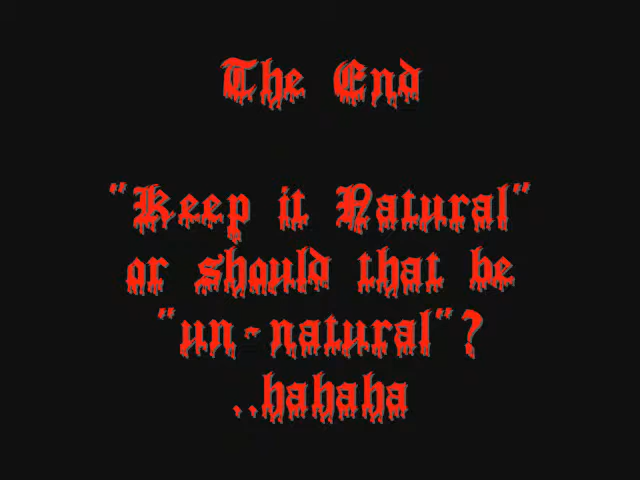 The End
"Keep it Natural"
or should that be
"un-natural"?
..hahaha